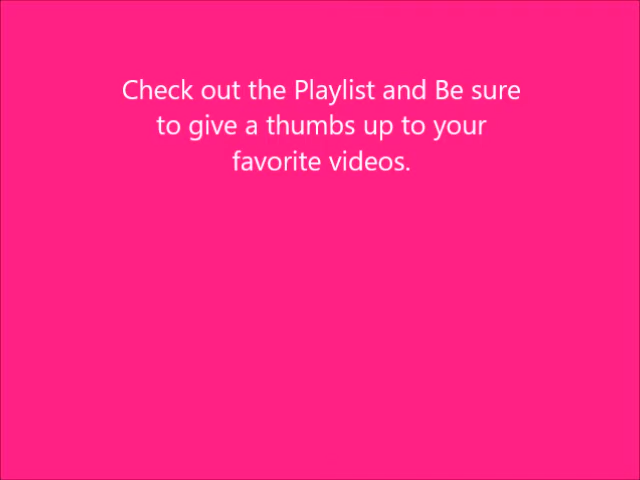 Check out the Playlist and Be sure
to give a thumbs up to your
favorite videos.